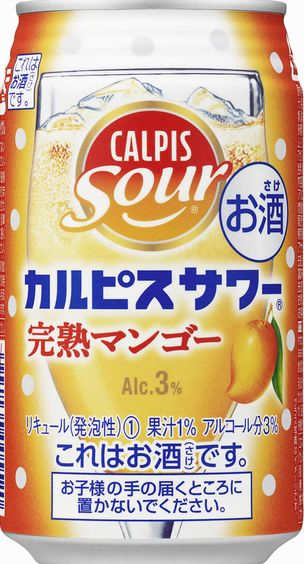 これは
お酒(さけ)
です。
CALPIS
Sour®
さけ
お酒
カルピスサワー®
完熟マンゴー
Alc.3%
リキュール(発泡性)① 果汁1% アルコール分3%
これはお酒(さけ)です。
お子様の手の届くところに
置かないでください。